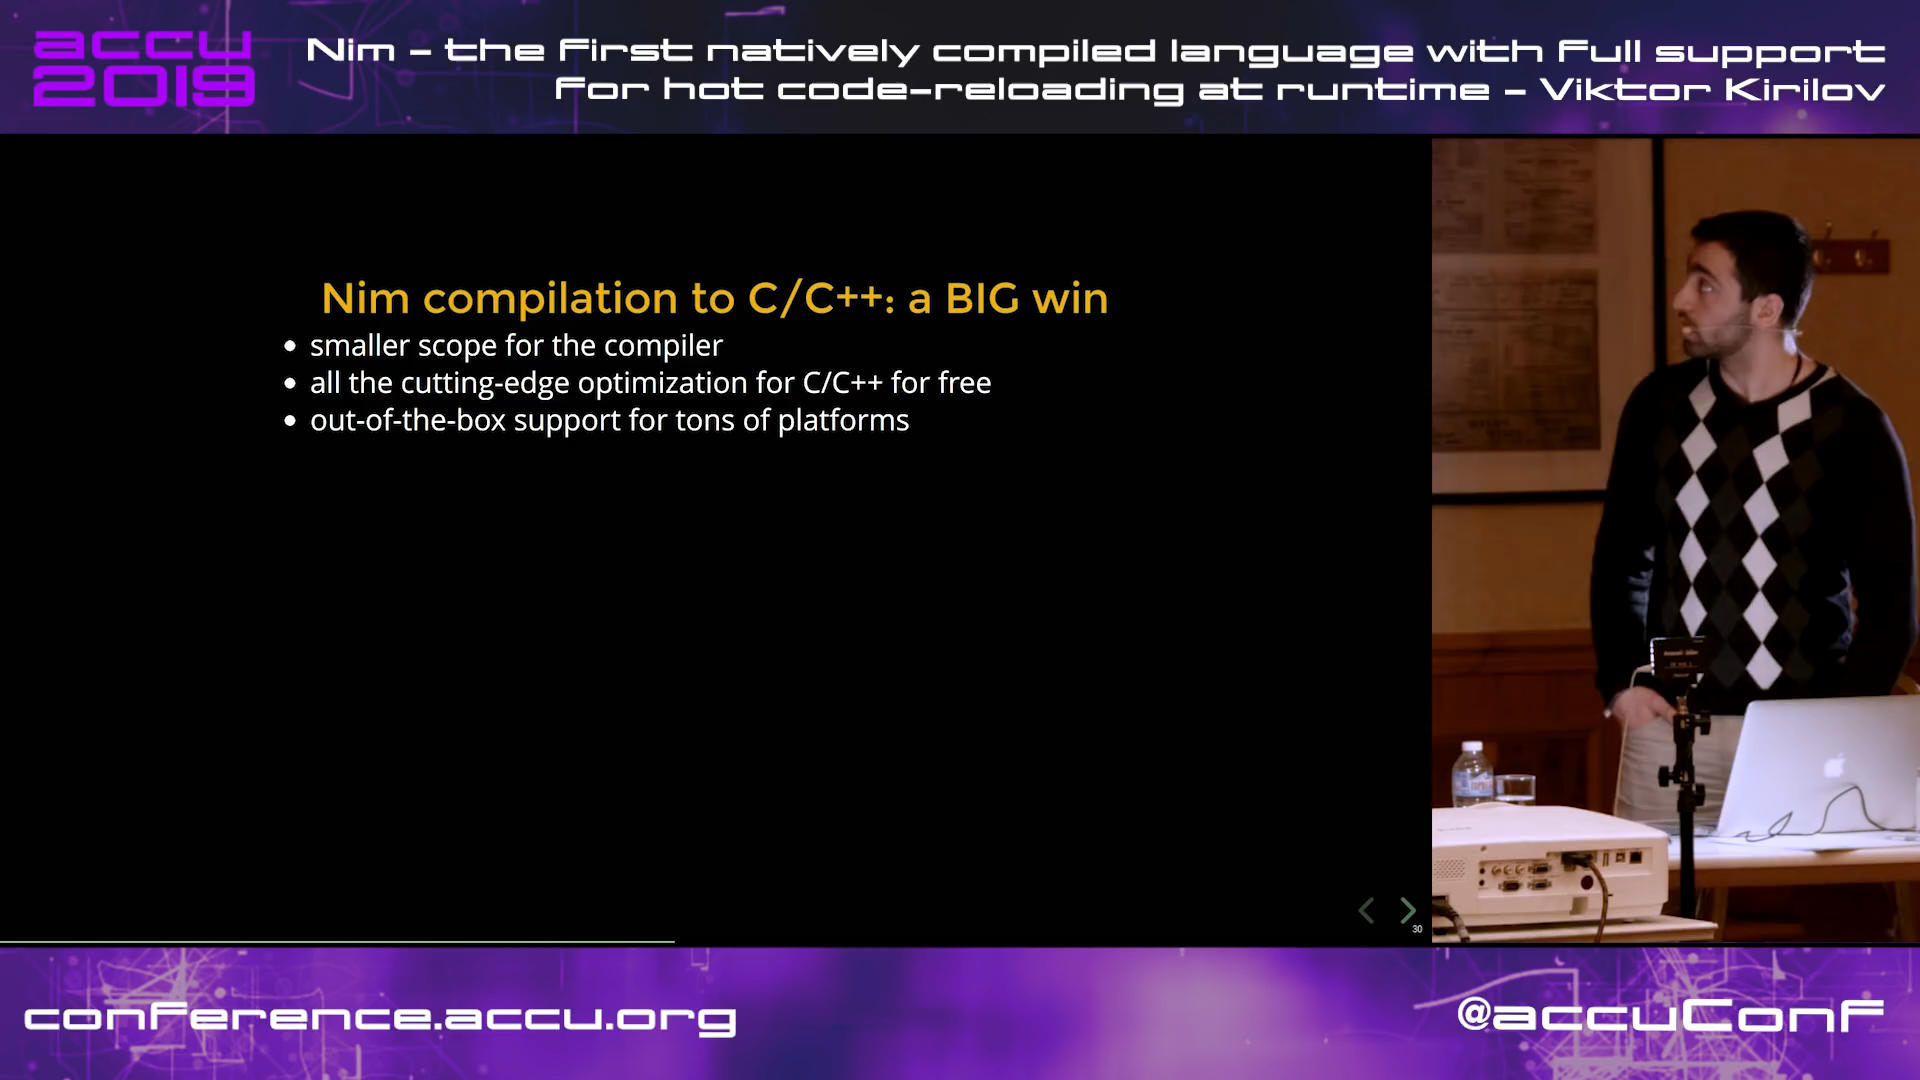 accu
2019
Nim - the first natively compiled language with full support
for hot code-reloading at runtime - Viktor Kirilov
Nim compilation to C/C++: a BIG win
• smaller scope for the compiler
• all the cutting-edge optimization for C/C++ for free
• out-of-the-box support for tons of platforms
30
conference.accu.org
@accuConf